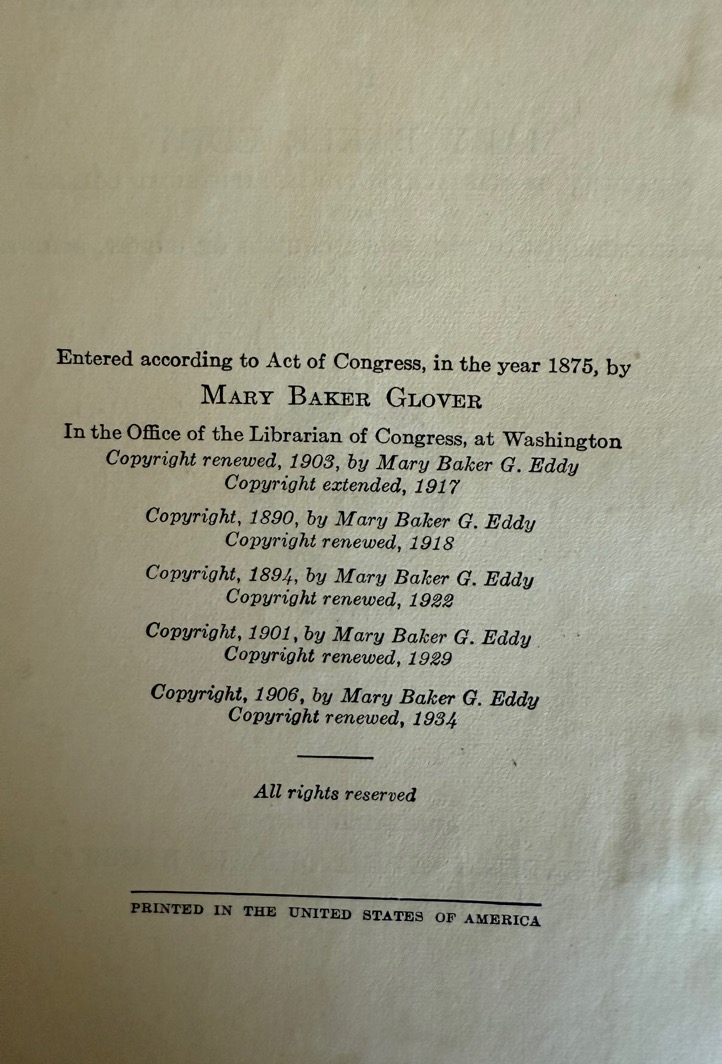 Entered according to Act of Congress, in the year 1875, by
MARY BAKER GLOVER
In the Office of the Librarian of Congress, at Washington
Copyright renewed, 1903, by Mary Baker G. Eddy
Copyright extended, 1917
Copyright, 1890, by Mary Baker G. Eddy
Copyright renewed, 1918
Copyright, 1894, by Mary Baker G. Eddy
Copyright renewed, 1922
Copyright, 1901, by Mary Baker G. Eddy
Copyright renewed, 1929
Copyright, 1906, by Mary Baker G. Eddy
Copyright renewed, 1934
All rights reserved
PRINTED IN THE UNITED STATES OF AMERICA